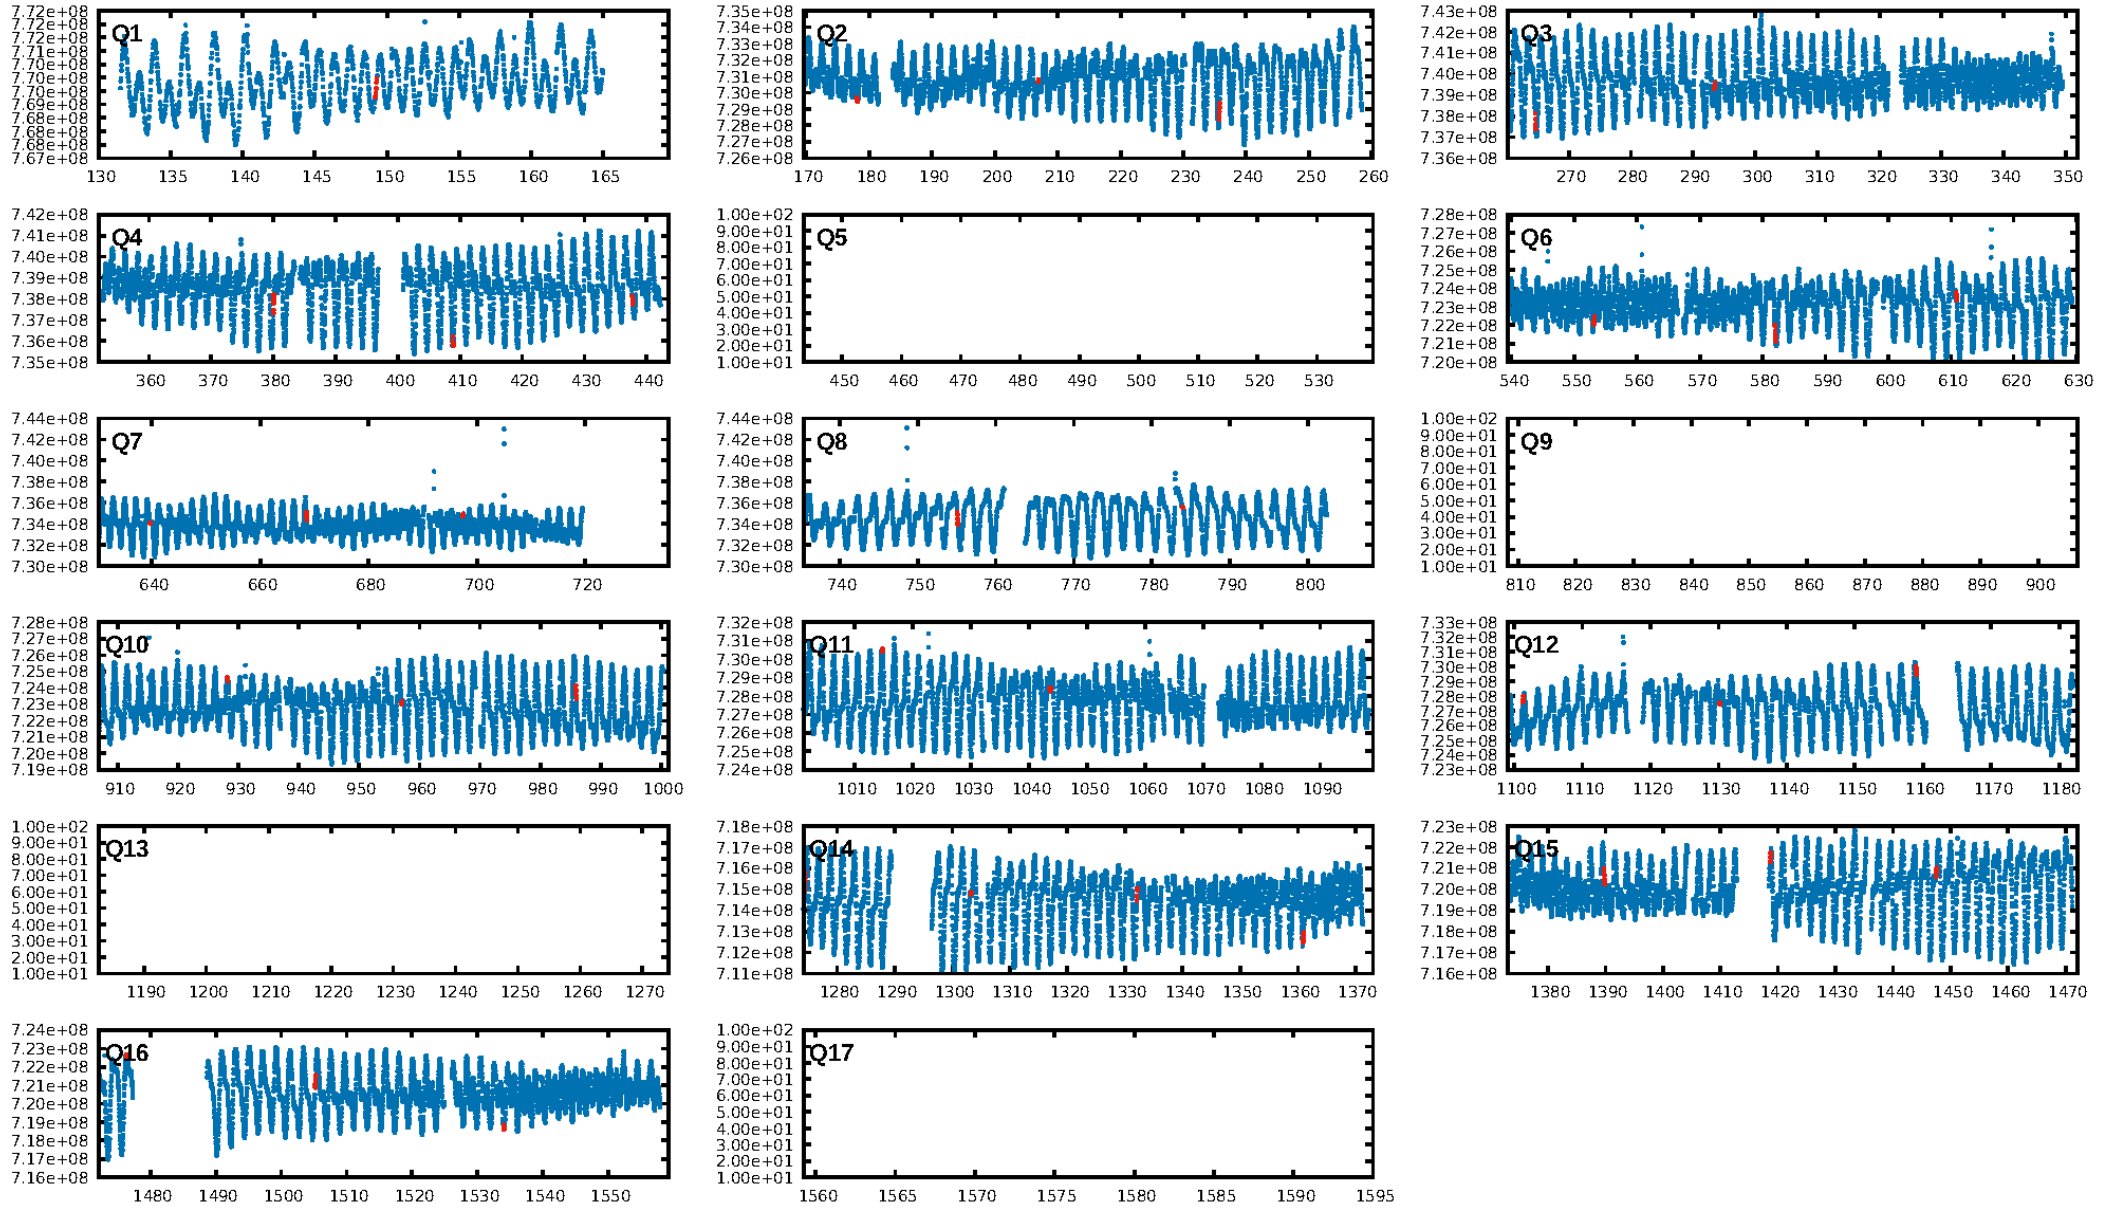 7.72e+08
7.72e+08
7.71e+08
7.71e+08
7.70e+08
7.70e+08
7.69e+08
7.69e+08
7.68e+08
7.68e+08
7.67e+08
Q1
130 135 140 145 150 155 160 165
7.35e+08
7.34e+08
7.33e+08
7.32e+08
7.31e+08
7.30e+08
7.29e+08
7.28e+08
7.27e+08
7.26e+08
Q2
170 180 190 200 210 220 230 240 250 260
7.43e+08
7.42e+08
7.41e+08
7.40e+08
7.39e+08
7.38e+08
7.37e+08
7.36e+08
Q3
270 280 290 300 310 320 330 340 350
7.42e+08
7.41e+08
7.40e+08
7.39e+08
7.38e+08
7.37e+08
7.36e+08
7.35e+08
Q4
360 370 380 390 400 410 420 430 440
1.00e+02
9.00e+01
8.00e+01
7.00e+01
6.00e+01
5.00e+01
4.00e+01
3.00e+01
2.00e+01
1.00e+01
Q5
450 460 470 480 490 500 510 520 530
7.28e+08
7.27e+08
7.26e+08
7.25e+08
7.24e+08
7.23e+08
7.22e+08
7.21e+08
7.20e+08
Q6
540 550 560 570 580 590 600 610 620 630
7.44e+08
7.42e+08
7.40e+08
7.38e+08
7.36e+08
7.34e+08
7.32e+08
7.30e+08
Q7
640 660 680 700 720
7.44e+08
7.42e+08
7.40e+08
7.38e+08
7.36e+08
7.34e+08
7.32e+08
7.30e+08
Q8
740 750 760 770 780 790 800
1.00e+02
9.00e+01
8.00e+01
7.00e+01
6.00e+01
5.00e+01
4.00e+01
3.00e+01
2.00e+01
1.00e+01
Q9
810 820 830 840 850 860 870 880 890 900
7.28e+08
7.27e+08
7.26e+08
7.25e+08
7.24e+08
7.23e+08
7.22e+08
7.21e+08
7.20e+08
7.19e+08
Q10
910 920 930 940 950 960 970 980 990 1000
7.32e+08
7.31e+08
7.30e+08
7.29e+08
7.28e+08
7.27e+08
7.26e+08
7.25e+08
7.24e+08
Q11
1010 1020 1030 1040 1050 1060 1070 1080 1090
7.33e+08
7.32e+08
7.31e+08
7.30e+08
7.29e+08
7.28e+08
7.27e+08
7.26e+08
7.25e+08
7.24e+08
7.23e+08
Q12
1100 1110 1120 1130 1140 1150 1160 1170 1180
1.00e+02
9.00e+01
8.00e+01
7.00e+01
6.00e+01
5.00e+01
4.00e+01
3.00e+01
2.00e+01
1.00e+01
Q13
1190 1200 1210 1220 1230 1240 1250 1260 1270
7.18e+08
7.17e+08
7.16e+08
7.15e+08
7.14e+08
7.13e+08
7.12e+08
7.11e+08
Q14
1280 1290 1300 1310 1320 1330 1340 1350 1360 1370
7.23e+08
7.22e+08
7.21e+08
7.20e+08
7.19e+08
7.18e+08
7.17e+08
7.16e+08
Q15
1380 1390 1400 1410 1420 1430 1440 1450 1460 1470
7.24e+08
7.23e+08
7.22e+08
7.21e+08
7.20e+08
7.19e+08
7.18e+08
7.17e+08
7.16e+08
Q16
1480 1490 1500 1510 1520 1530 1540 1550
1.00e+02
9.00e+01
8.00e+01
7.00e+01
6.00e+01
5.00e+01
4.00e+01
3.00e+01
2.00e+01
1.00e+01
Q17
1560 1565 1570 1575 1580 1585 1590 1595